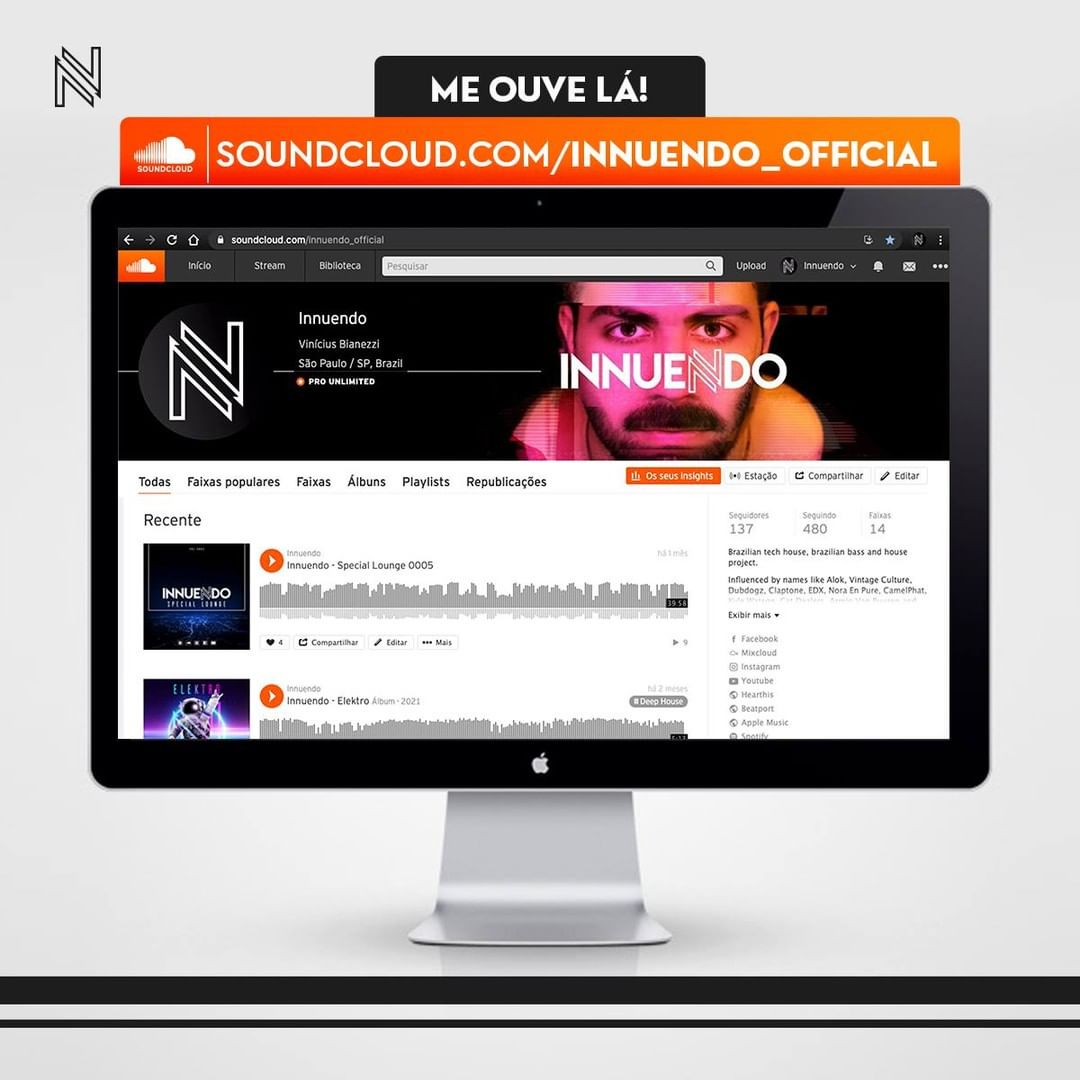 ME OUVE LÁ!
SOUNDCLOUD
SOUNDCLOUD.COM/INNUENDO_OFFICIAL
soundcloud.com/innuendo_official
Início Stream Biblioteca Pesquisar Upload Innuendo
Innuendo
Vinícius Bianezzi
São Paulo / SP, Brazil
PRO UNLIMITED
INNUENDO
Todas Faixas populares Faixas Álbuns Playlists Republicações
Os seus insights Estação Compartilhar Editar
Recente
INNUENDO
SPECIAL LOUNGE
Innuendo há 1 mês
Innuendo - Special Lounge 0005
39:58
4 Compartilhar Editar Mais 9
ELEKTRO
Innuendo há 2 meses
Innuendo - Elektro Álbum · 2021 # Deep House
Seguidores Seguindo Faixas
137 480 14
Brazilian tech house, brazilian bass and house
project.
Influenced by names like Alok, Vintage Culture,
Dubdogz, Claptone, EDX, Nora En Pure, CamelPhat,
Exibir mais
Facebook
Mixcloud
Instagram
Youtube
Hearthis
Beatport
Apple Music
Spotify